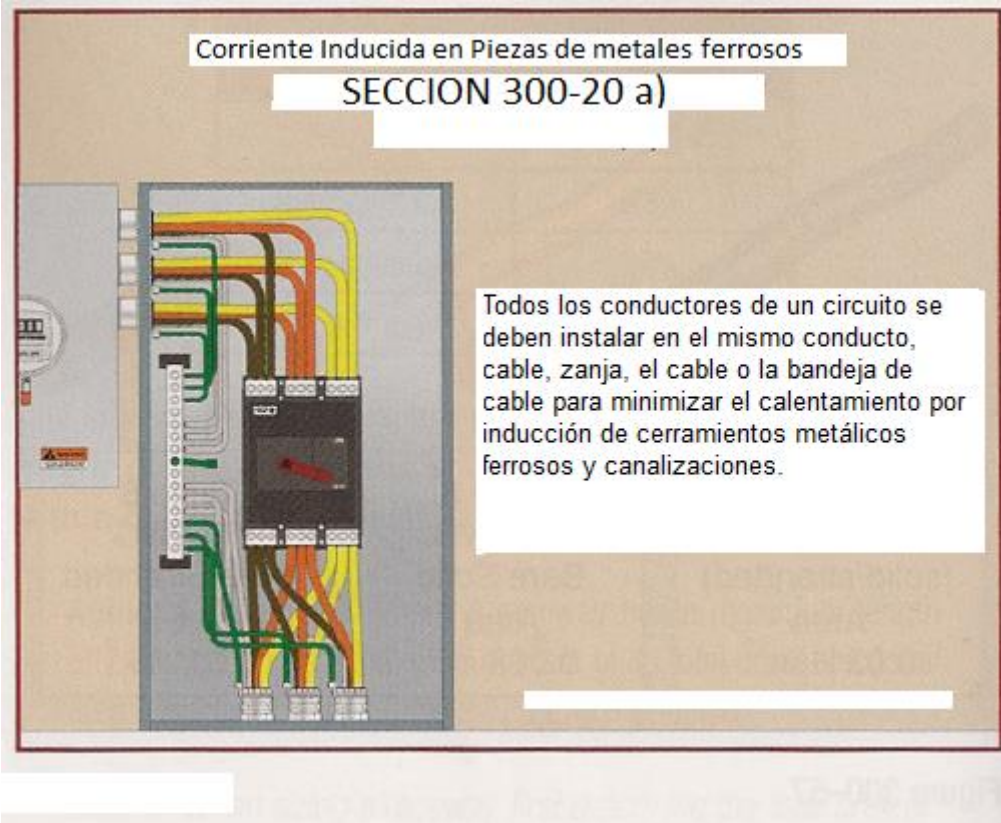 Corriente Inducida en Piezas de metales ferrosos
SECCION 300-20 a)
Todos los conductores de un circuito se
deben instalar en el mismo conducto,
cable, zanja, el cable o la bandeja de
cable para minimizar el calentamiento por
inducción de cerramientos metálicos
ferrosos y canalizaciones.